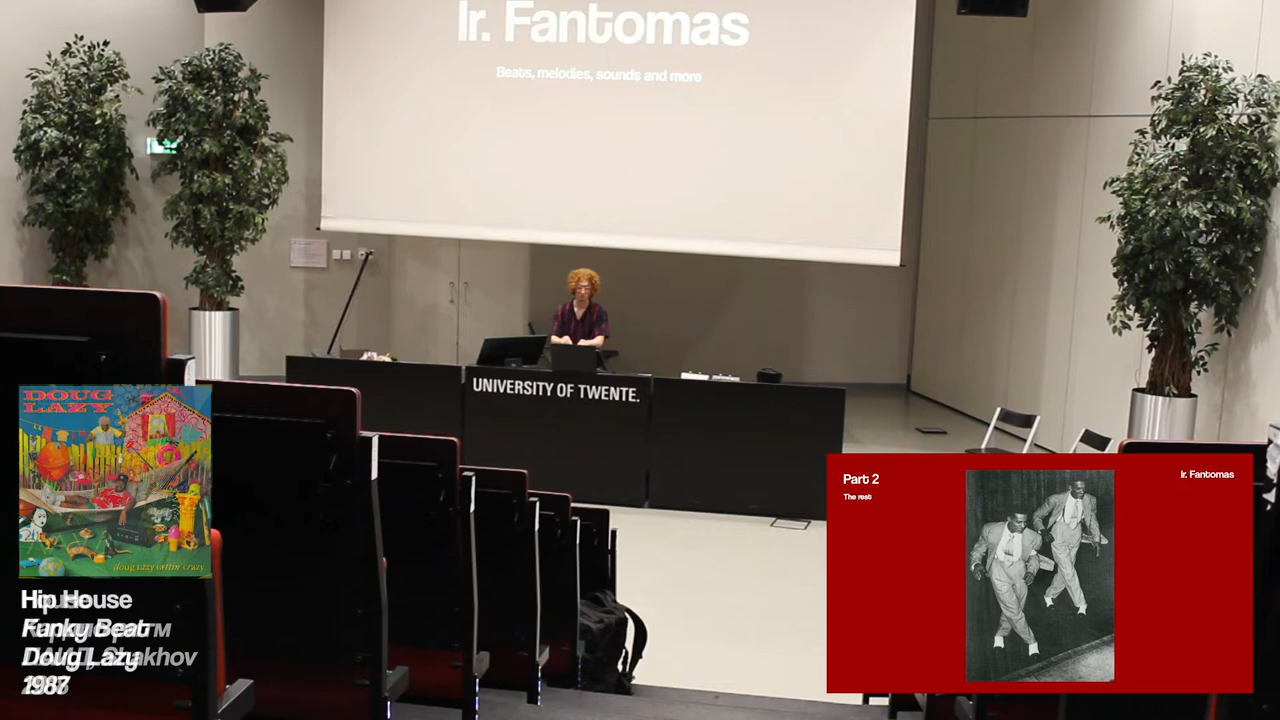 Ir. Fantomas
Beats, melodies, sounds and more
UNIVERSITY OF TWENTE.
DOUG
LAZY
doug lazy gettin' crazy
Part 2
The rest
Ir. Fantomas
Hip House
Funky Beat
Doug Lazy
Shakhov
1987